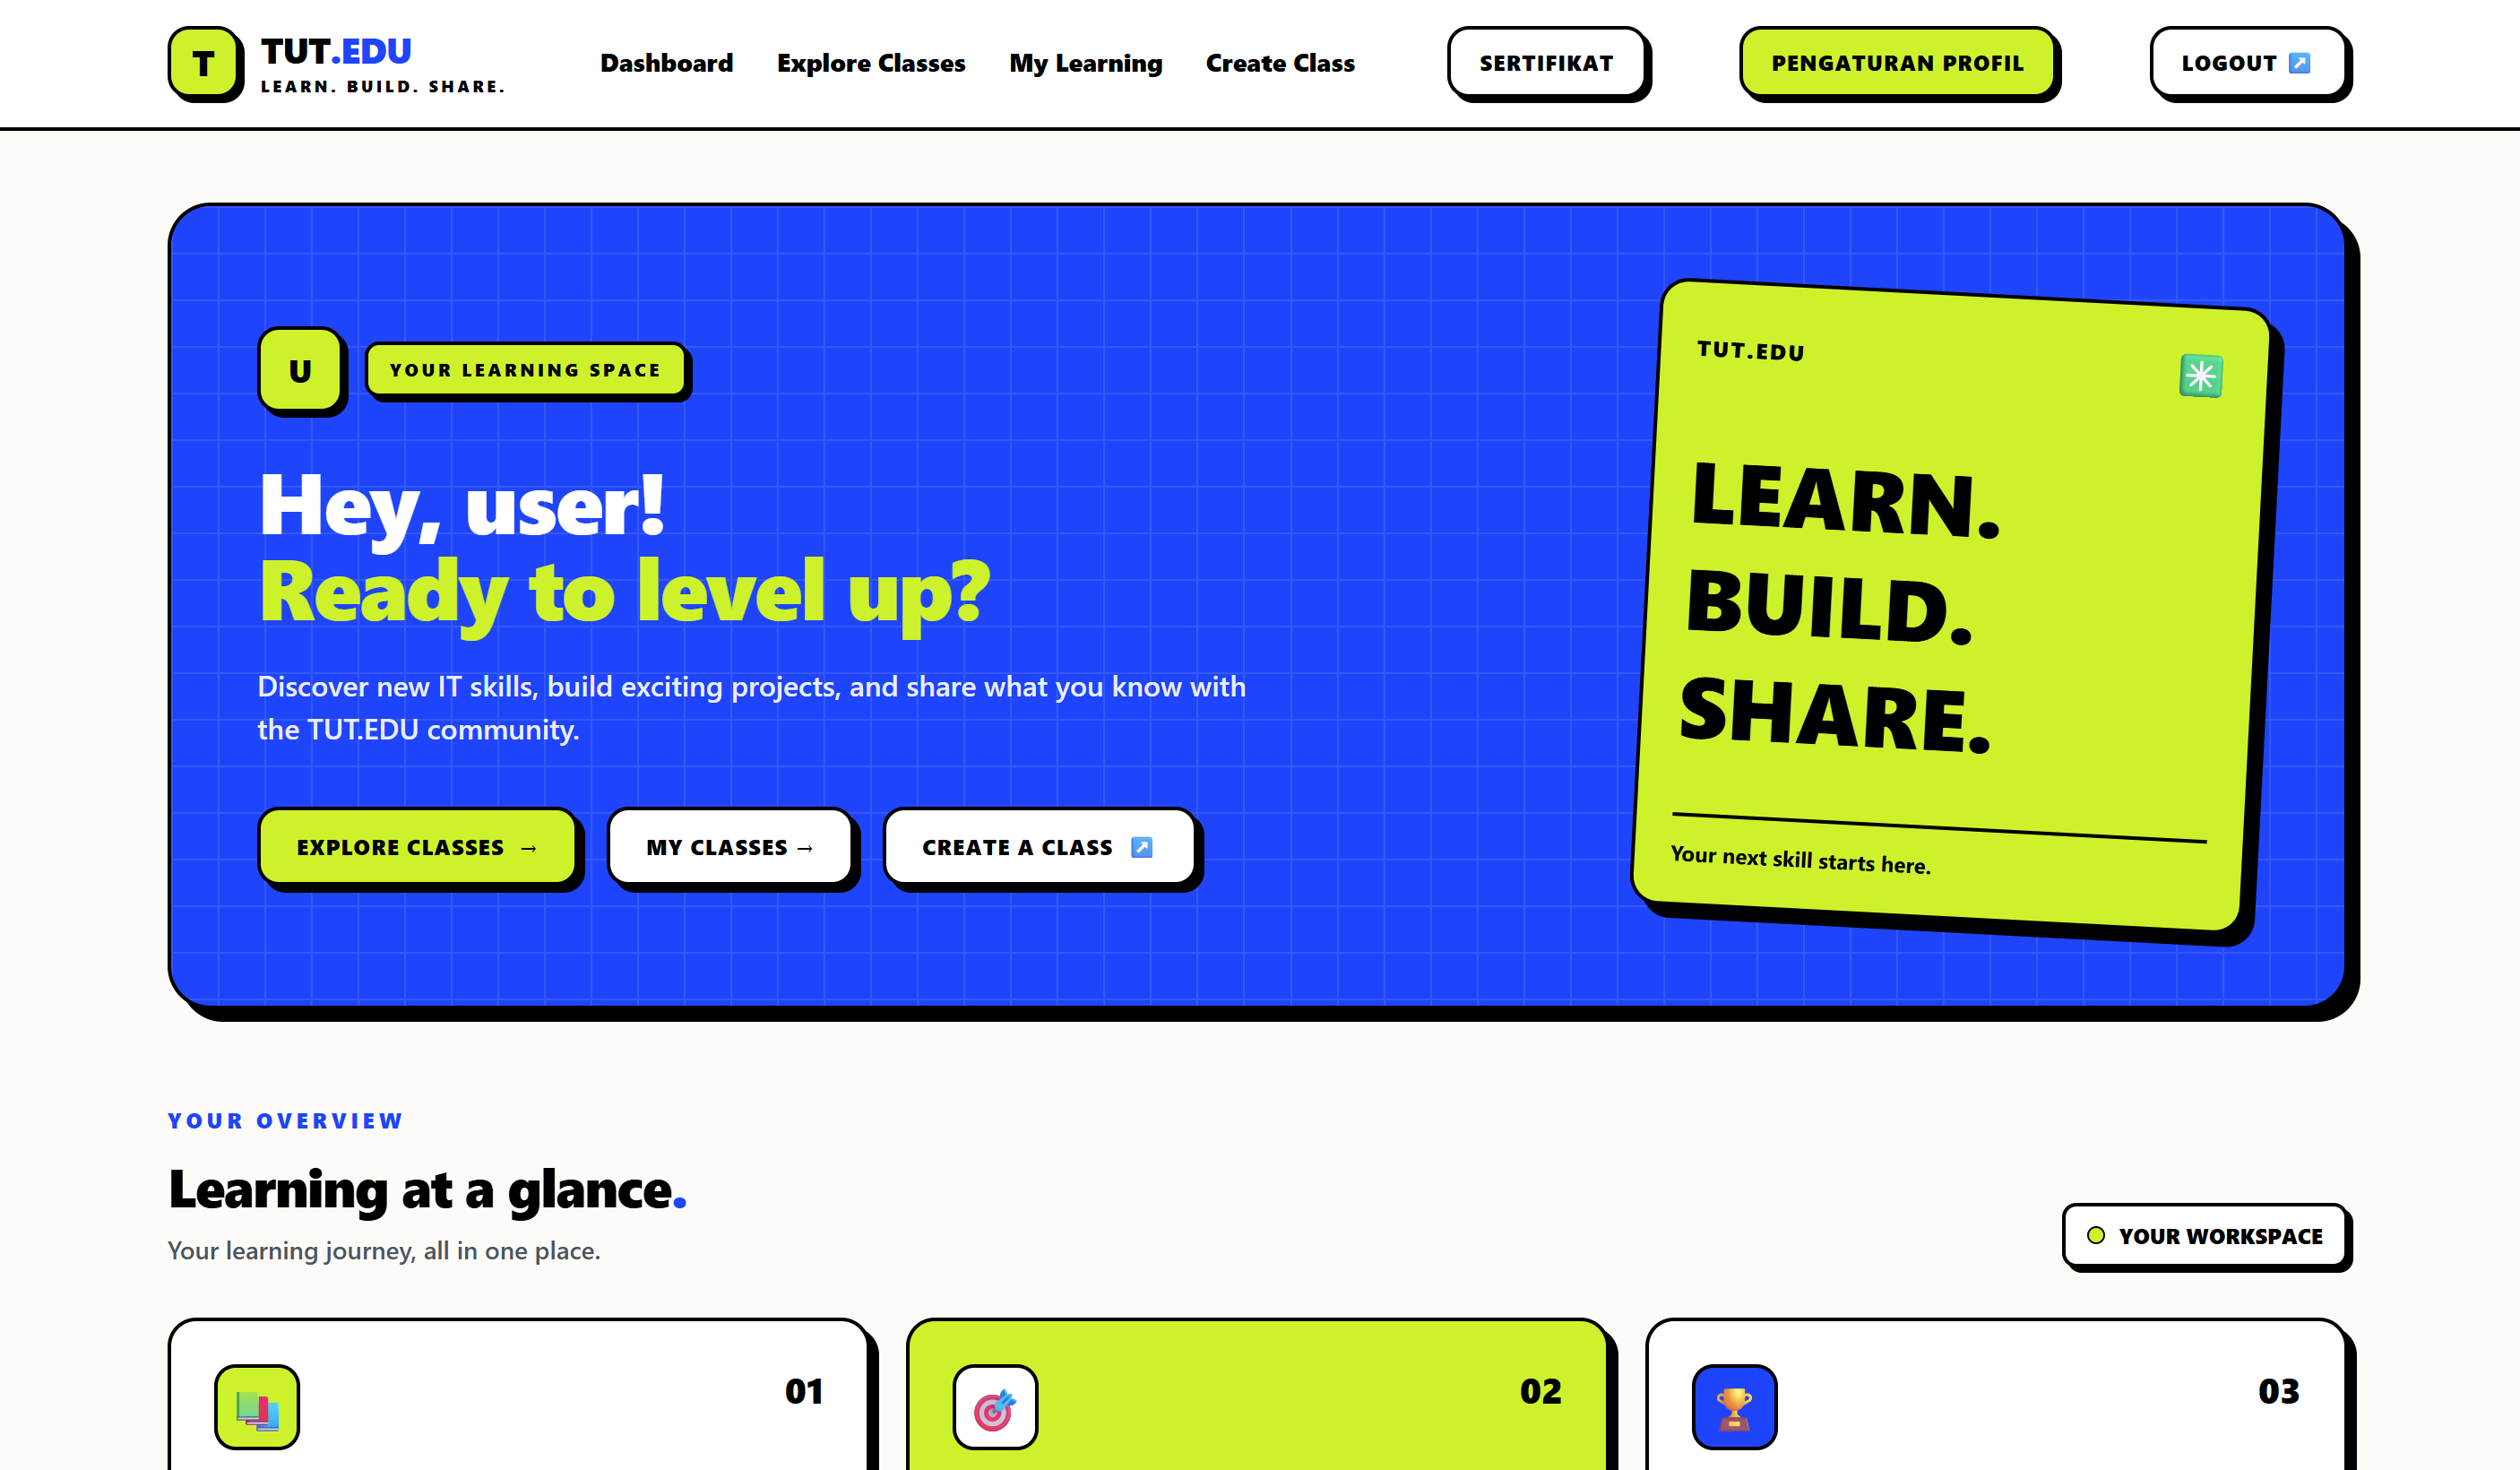 T
TUT.EDU
LEARN. BUILD. SHARE.
Dashboard
Explore Classes
My Learning
Create Class
SERTIFIKAT
PENGATURAN PROFIL
LOGOUT ↗
U
YOUR LEARNING SPACE
Hey, user!
Ready to level up?
Discover new IT skills, build exciting projects, and share what you know with
the TUT.EDU community.
EXPLORE CLASSES →
MY CLASSES →
CREATE A CLASS ↗
TUT.EDU
LEARN.
BUILD.
SHARE.
Your next skill starts here.
YOUR OVERVIEW
Learning at a glance.
Your learning journey, all in one place.
YOUR WORKSPACE
01
02
03